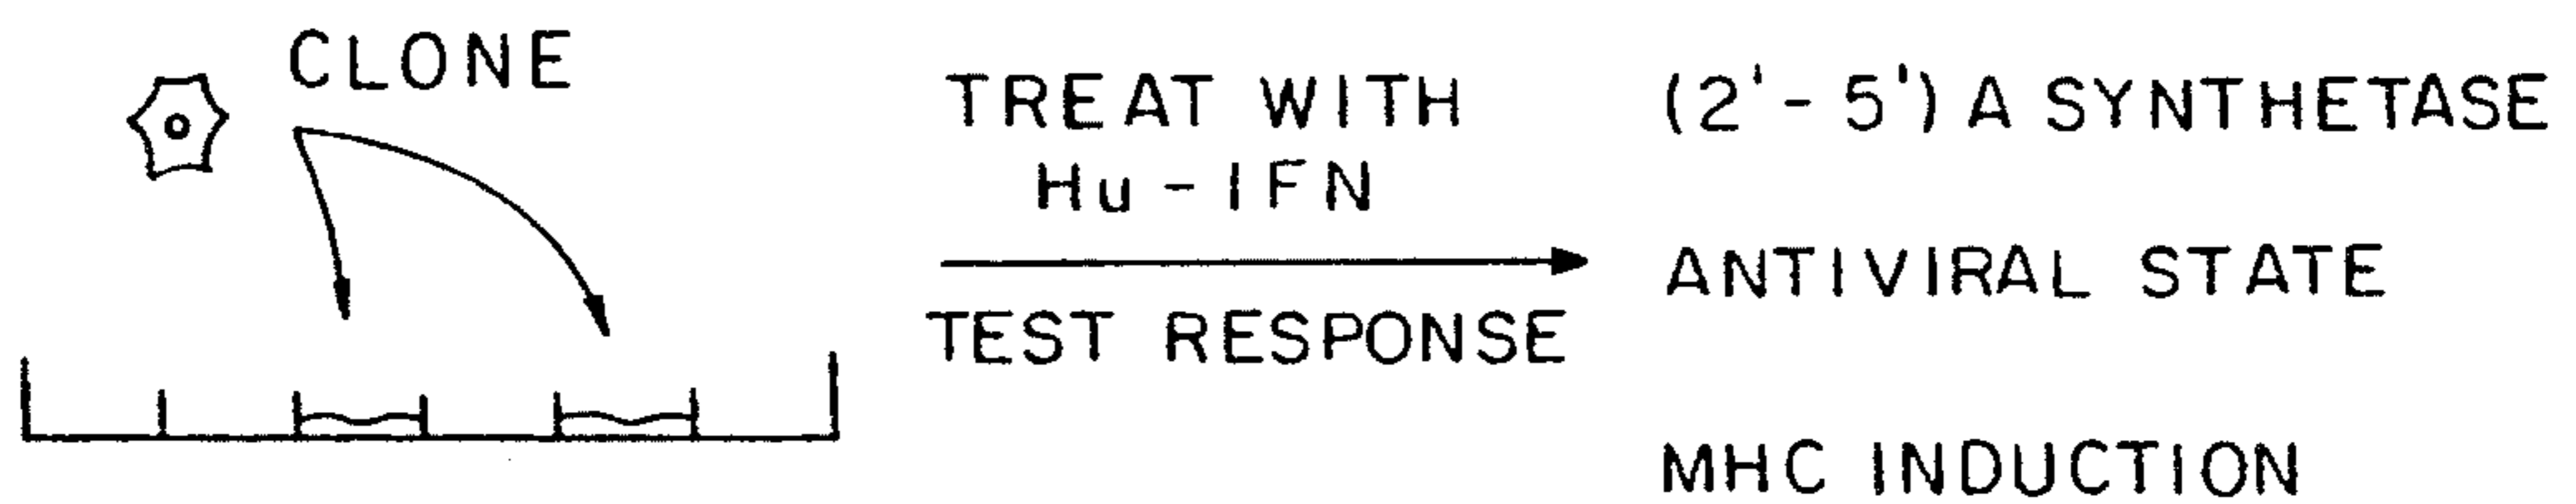 CLONE
TREAT WITH
Hu-IFN
TEST RESPONSE
(2'-5') A SYNTHETASE
ANTIVIRAL STATE
MHC INDUCTION